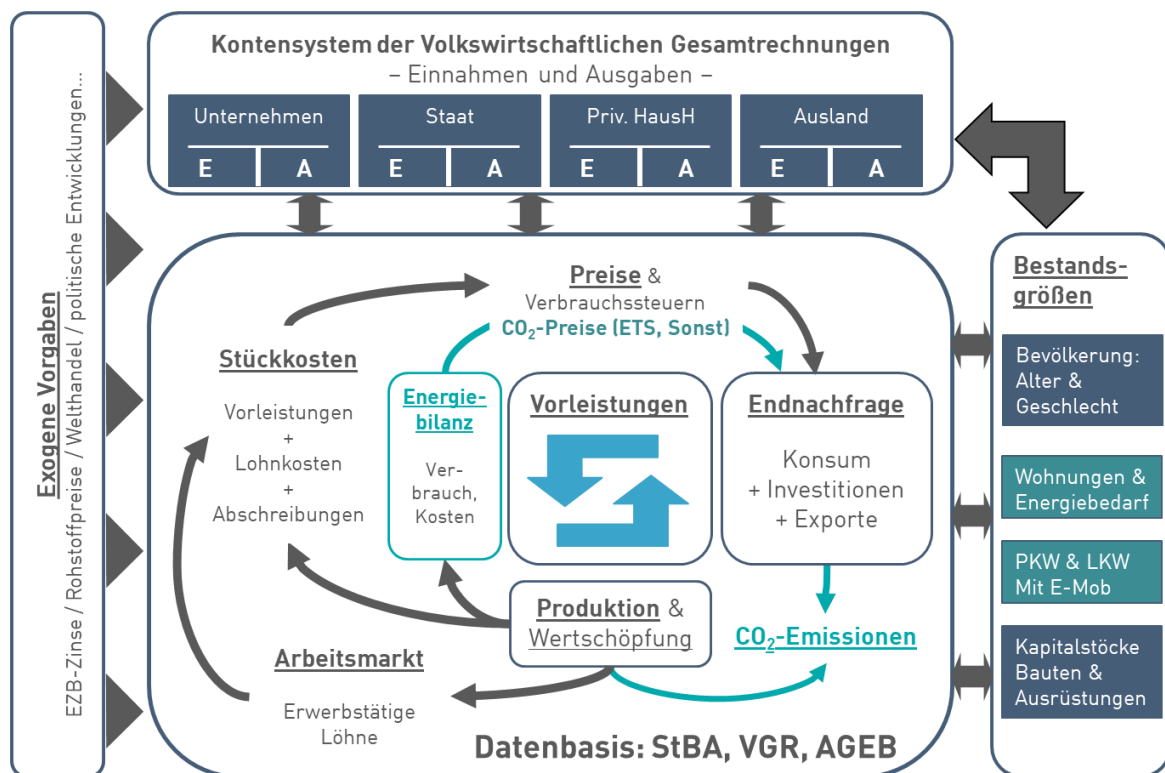 Exogene Vorgaben
EZB-Zinse / Rohstoffpreise / Welthandel / politische Entwicklungen...
Kontensystem der Volkswirtschaftlichen Gesamtrechnungen
– Einnahmen und Ausgaben –
Unternehmen
E A
Staat
E A
Priv. HausH
E A
Ausland
E A
Preise &
Verbrauchssteuern
CO₂-Preise (ETS, Sonst)
Stückkosten
Vorleistungen
+
Lohnkosten
+
Abschreibungen
Energie-
bilanz
Ver-
brauch,
Kosten
Vorleistungen
Endnachfrage
Konsum
+ Investitionen
+ Exporte
Produktion &
Wertschöpfung
CO₂-Emissionen
Arbeitsmarkt
Erwerbstätige
Löhne
Datenbasis: StBA, VGR, AGEB
Bestands-
größen
Bevölkerung:
Alter &
Geschlecht
Wohnungen &
Energiebedarf
PKW & LKW
Mit E-Mob
Kapitalstöcke
Bauten &
Ausrüstungen